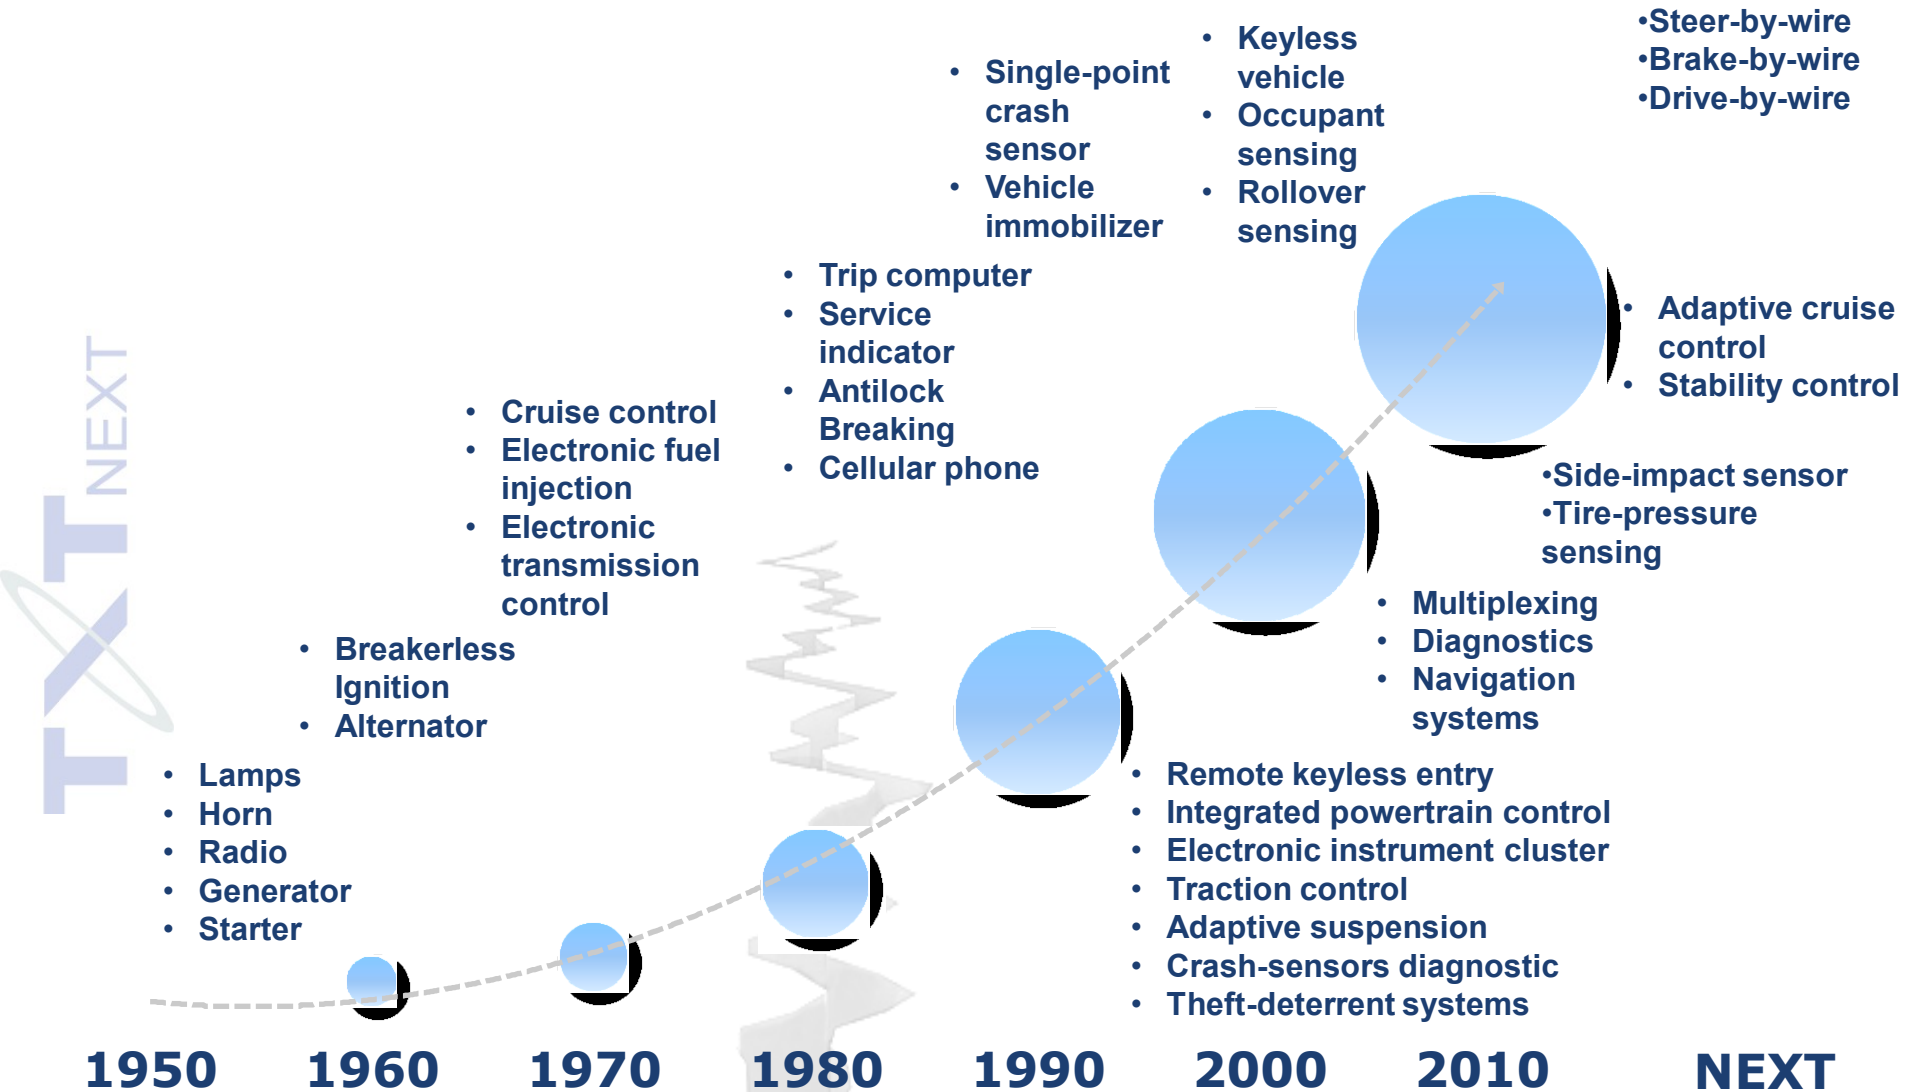 •Steer-by-wire
•Brake-by-wire
•Drive-by-wire
• Keyless
vehicle
• Occupant
sensing
• Rollover
sensing
• Single-point
crash
sensor
• Vehicle
immobilizer
• Trip computer
• Service
indicator
• Antilock
Breaking
• Cellular phone
• Adaptive cruise
control
• Stability control
• Cruise control
• Electronic fuel
injection
• Electronic
transmission
control
•Side-impact sensor
•Tire-pressure
sensing
• Multiplexing
• Diagnostics
• Navigation
systems
• Breakerless
Ignition
• Alternator
• Lamps
• Horn
• Radio
• Generator
• Starter
• Remote keyless entry
• Integrated powertrain control
• Electronic instrument cluster
• Traction control
• Adaptive suspension
• Crash-sensors diagnostic
• Theft-deterrent systems
TXT NEXT
1950 1960 1970 1980 1990 2000 2010 NEXT